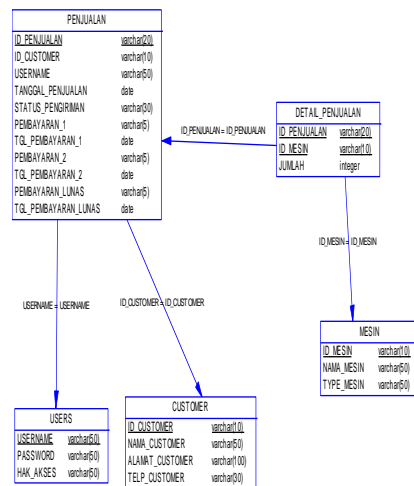 PENJUALAN
ID_PENJUALAN varchar(20)
ID_CUSTOMER varchar(10)
USERNAME varchar(50)
TANGGAL_PENJUALAN date
STATUS_PENGIRIMAN varchar(30)
PEMBAYARAN_1 varchar(5)
TGL_PEMBAYARAN_1 date
PEMBAYARAN_2 varchar(5)
TGL_PEMBAYARAN_2 date
PEMBAYARAN_LUNAS varchar(5)
TGL_PEMBAYARAN_LUNAS date
ID_PENJUALAN = ID_PENJUALAN
DETAIL_PENJUALAN
ID_PENJUALAN varchar(20)
ID_MESIN varchar(10)
JUMLAH integer
ID_MESIN = ID_MESIN
USERNAME = USERNAME
ID_CUSTOMER = ID_CUSTOMER
MESIN
ID_MESIN varchar(10)
NAMA_MESIN varchar(50)
TYPE_MESIN varchar(50)
USERS
USERNAME varchar(50)
PASSWORD varchar(50)
HAK_AKSES varchar(50)
CUSTOMER
ID_CUSTOMER varchar(10)
NAMA_CUSTOMER varchar(50)
ALAMAT_CUSTOMER varchar(100)
TELP_CUSTOMER varchar(30)